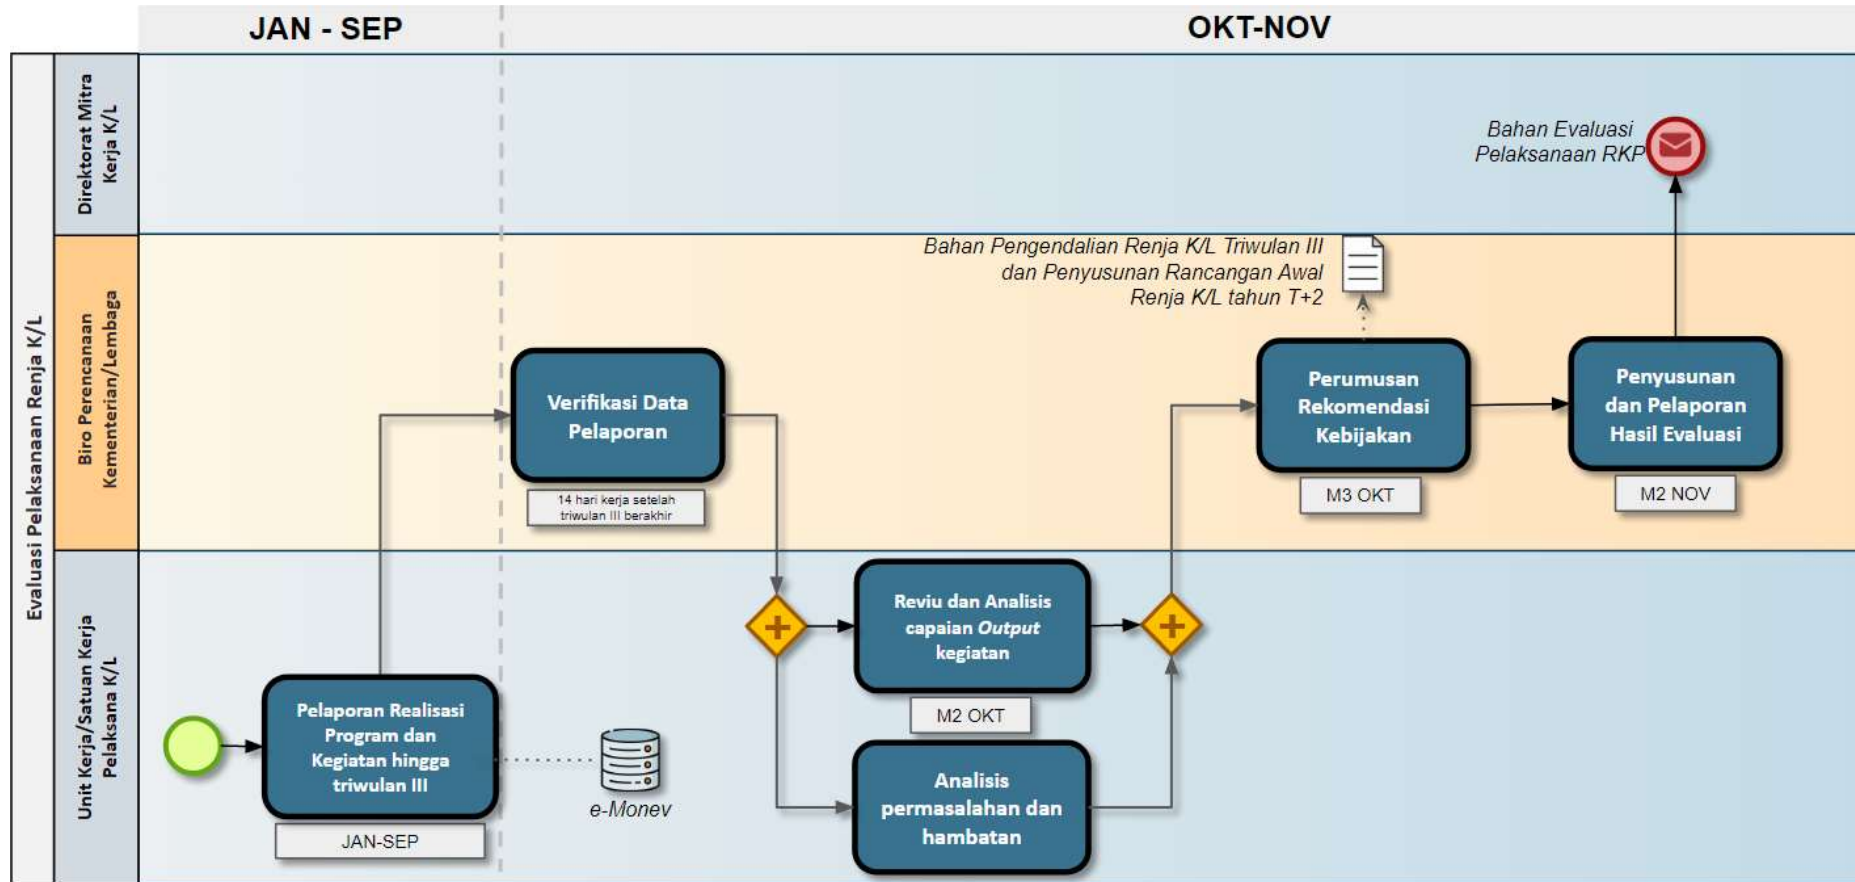 JAN - SEP
OKT-NOV
Evaluasi Pelaksanaan Renja K/L
Direktorat Mitra
Kerja K/L
Bahan Evaluasi
Pelaksanaan RKP
Biro Perencanaan
Kementerian/Lembaga
Bahan Pengendalian Renja K/L Triwulan III
dan Penyusunan Rancangan Awal
Renja K/L tahun T+2
Verifikasi Data
Pelaporan
14 hari kerja setelah
triwulan III berakhir
Perumusan
Rekomendasi
Kebijakan
M3 OKT
Penyusunan
dan Pelaporan
Hasil Evaluasi
M2 NOV
Unit Kerja/Satuan Kerja
Pelaksana K/L
Pelaporan Realisasi
Program dan
Kegiatan hingga
triwulan III
JAN-SEP
e-Monev
Reviu dan Analisis
capaian Output
kegiatan
M2 OKT
Analisis
permasalahan dan
hambatan